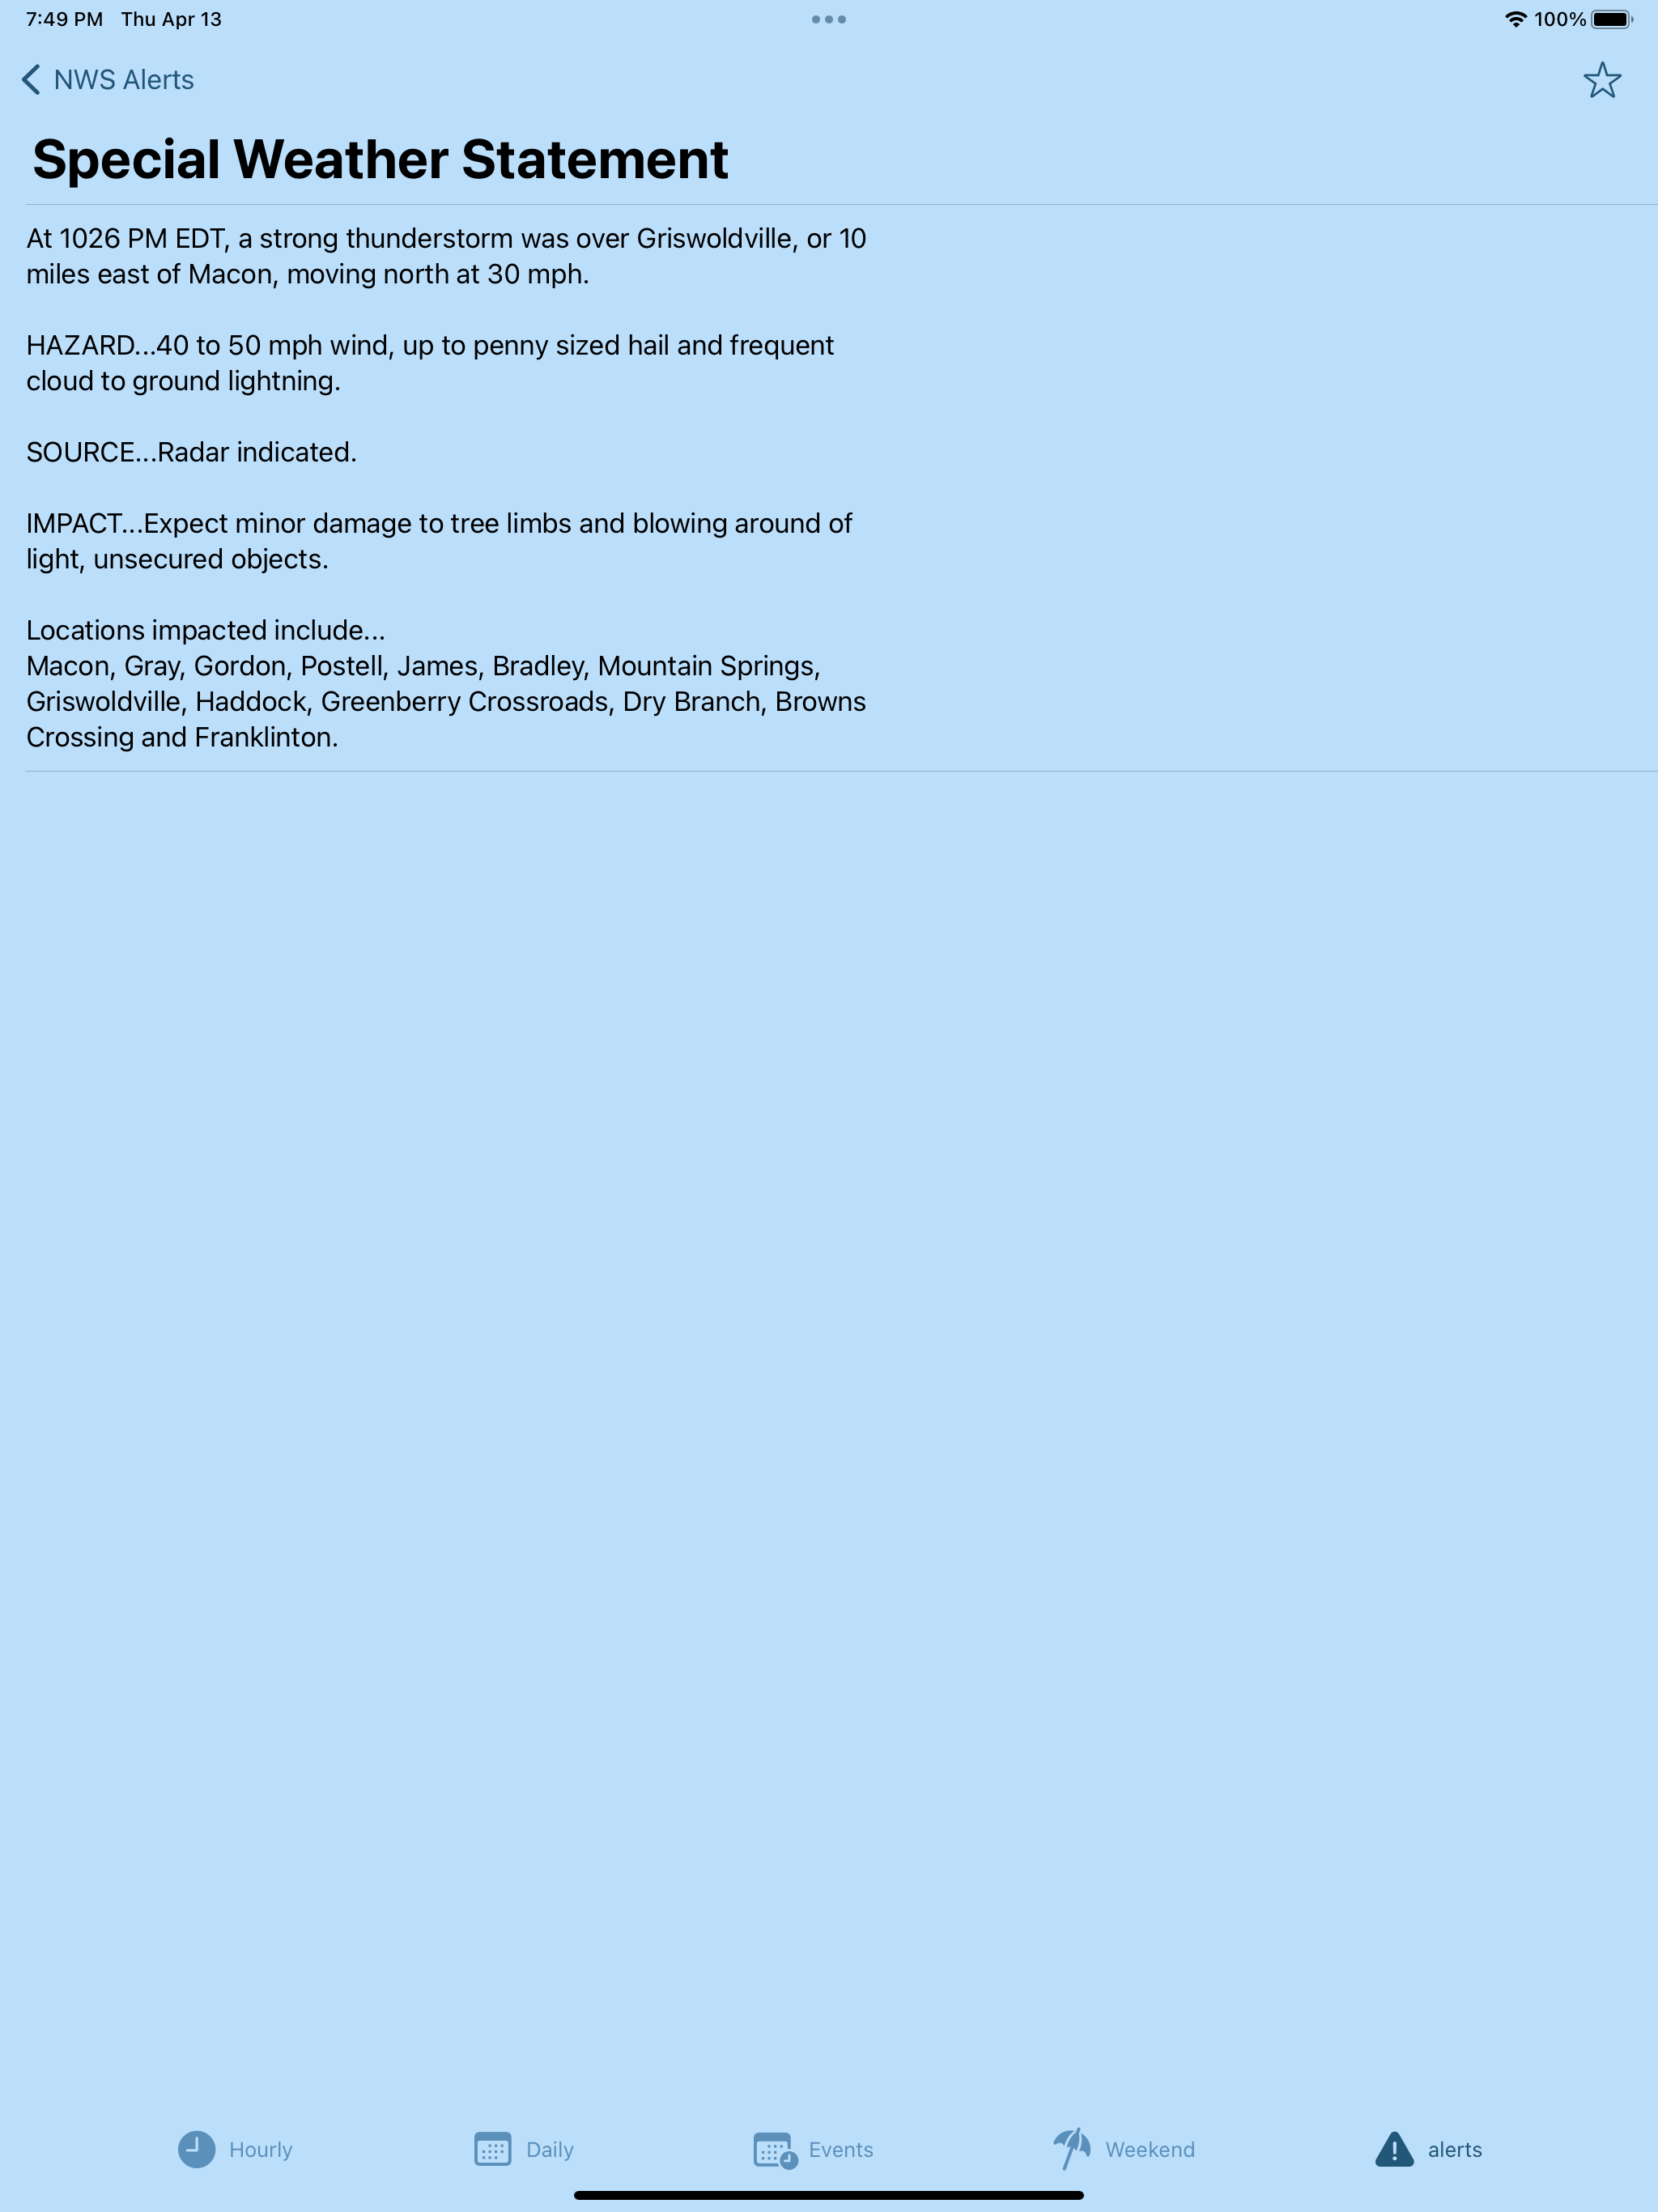 7:49 PM Thu Apr 13
100%
NWS Alerts
Special Weather Statement
At 1026 PM EDT, a strong thunderstorm was over Griswoldville, or 10
miles east of Macon, moving north at 30 mph.
HAZARD...40 to 50 mph wind, up to penny sized hail and frequent
cloud to ground lightning.
SOURCE...Radar indicated.
IMPACT...Expect minor damage to tree limbs and blowing around of
light, unsecured objects.
Locations impacted include...
Macon, Gray, Gordon, Postell, James, Bradley, Mountain Springs,
Griswoldville, Haddock, Greenberry Crossroads, Dry Branch, Browns
Crossing and Franklinton.
Hourly Daily Events Weekend alerts